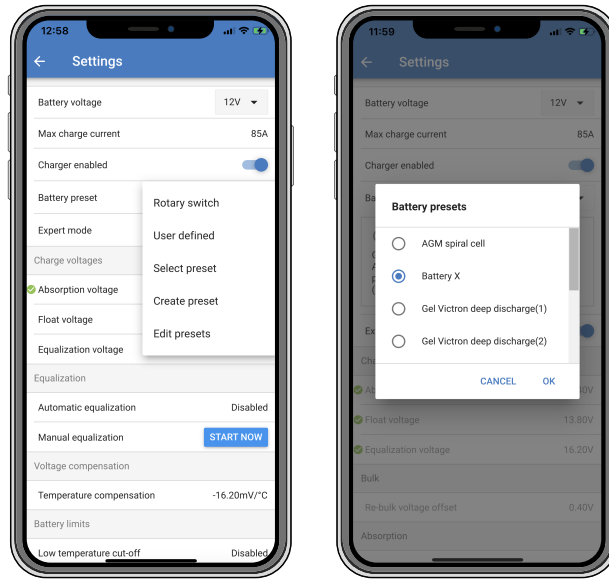 12:58
Settings
Battery voltage 12V
Max charge current 85A
Charger enabled
Battery preset
Rotary switch
Expert mode
User defined
Charge voltages
Select preset
Absorption voltage
Create preset
Float voltage
Edit presets
Equalization voltage
Equalization
Automatic equalization Disabled
Manual equalization START NOW
Voltage compensation
Temperature compensation -16.20mV/°C
Battery limits
Low temperature cut-off Disabled
11:59
Settings
Battery voltage 12V
Max charge current 85A
Charger enabled
Ba
Battery presets
AGM spiral cell
Battery X
Gel Victron deep discharge(1)
Gel Victron deep discharge(2)
Ex
CANCEL OK
Float voltage 13.80V
Equalization voltage 16.20V
Bulk
Re-bulk voltage offset 0.40V
Absorption